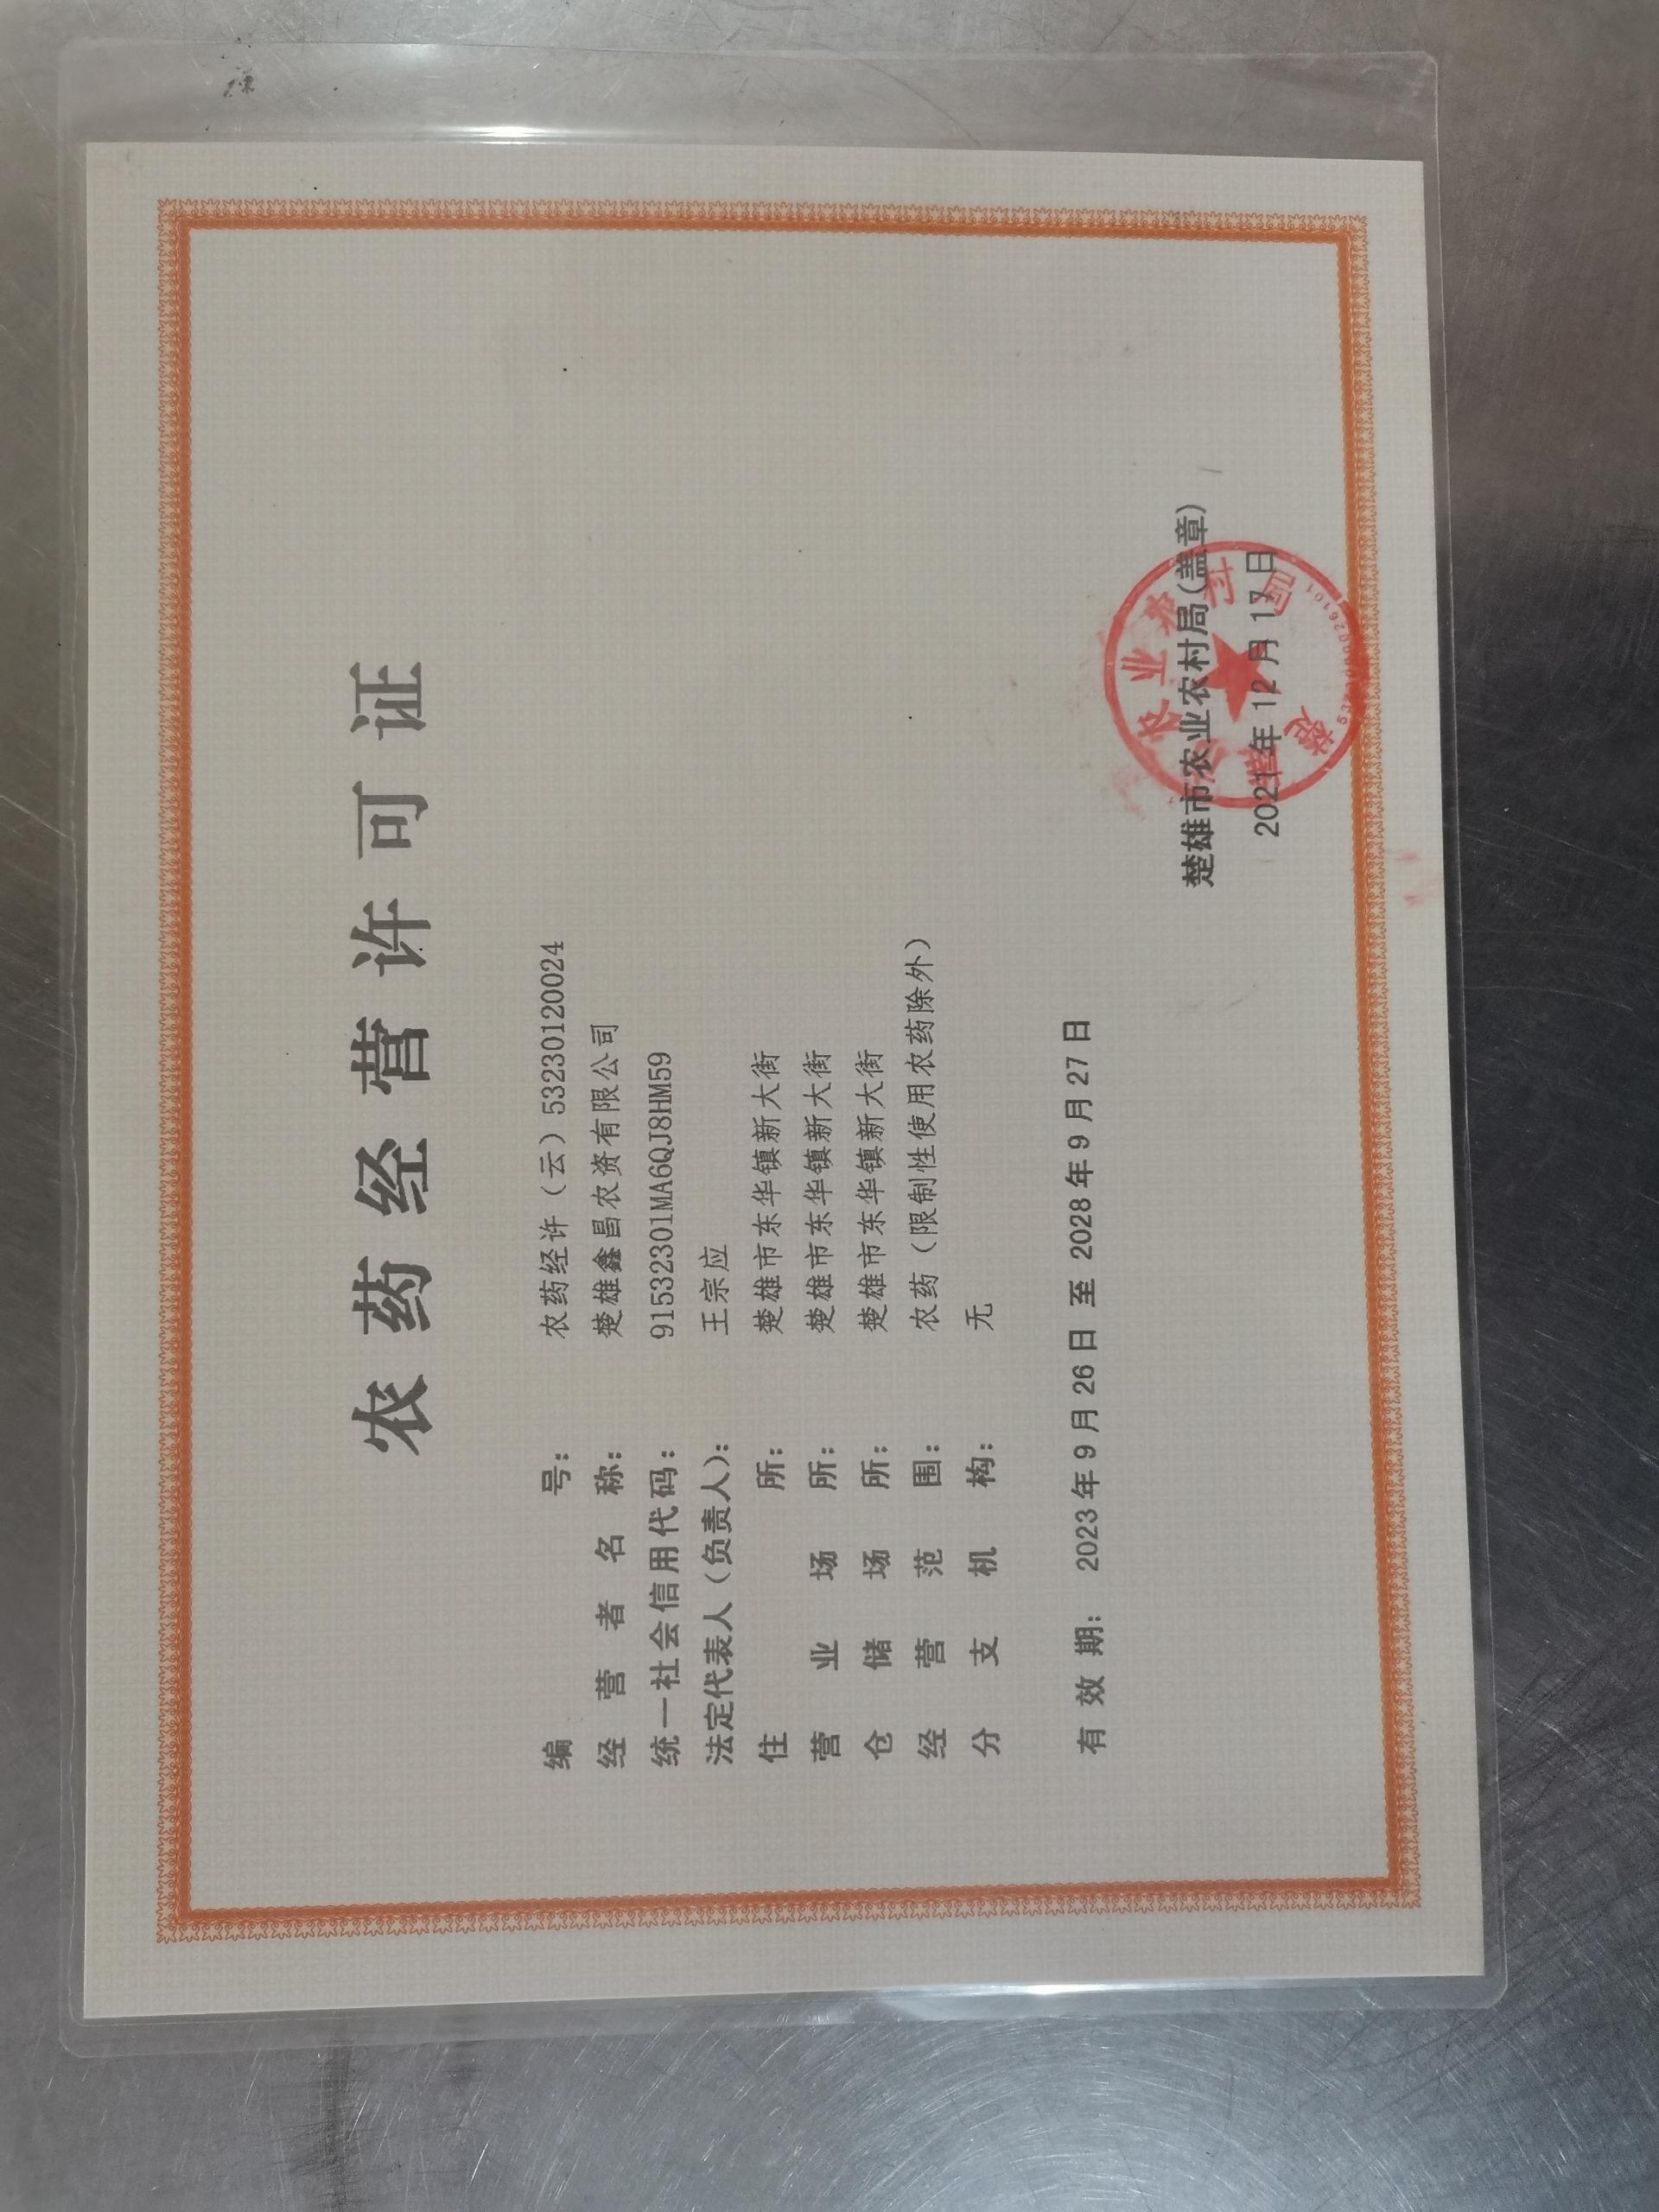 农药经营许可证
编号：农药经许（云）53230120024
经营者名称：楚雄鑫昌农资有限公司
统一社会信用代码：91532301MA6QJ8HM59
法定代表人（负责人）：王宗应
住所：楚雄市东华镇新大街
营业场所：楚雄市东华镇新大街
仓储场所：楚雄市东华镇新大街
经营范围：农药（限制性使用农药除外）
分支机构：无
有效期：2023年9月26日至2028年9月27日
楚雄市农业农村局（盖章）
2021年12月17日